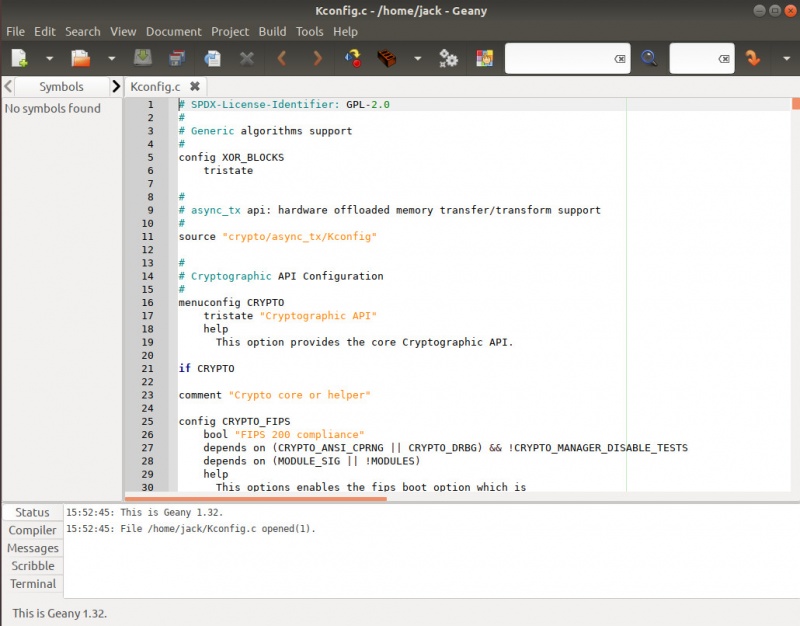 Kconfig.c - /home/jack - Geany
File Edit Search View Document Project Build Tools Help
Symbols
Kconfig.c
No symbols found
1 # SPDX-License-Identifier: GPL-2.0
2 #
3 # Generic algorithms support
4 #
5 config XOR_BLOCKS
6 tristate
7
8 #
9 # async_tx api: hardware offloaded memory transfer/transform support
10 #
11 source "crypto/async_tx/Kconfig"
12
13 #
14 # Cryptographic API Configuration
15 #
16 menuconfig CRYPTO
17 tristate "Cryptographic API"
18 help
19 This option provides the core Cryptographic API.
20
21 if CRYPTO
22
23 comment "Crypto core or helper"
24
25 config CRYPTO_FIPS
26 bool "FIPS 200 compliance"
27 depends on (CRYPTO_ANSI_CPRNG || CRYPTO_DRBG) && !CRYPTO_MANAGER_DISABLE_TESTS
28 depends on (MODULE_SIG || !MODULES)
29 help
30 This options enables the fips boot option which is
Status
Compiler
Messages
Scribble
Terminal
15:52:45: This is Geany 1.32.
15:52:45: File /home/jack/Kconfig.c opened(1).
This is Geany 1.32.